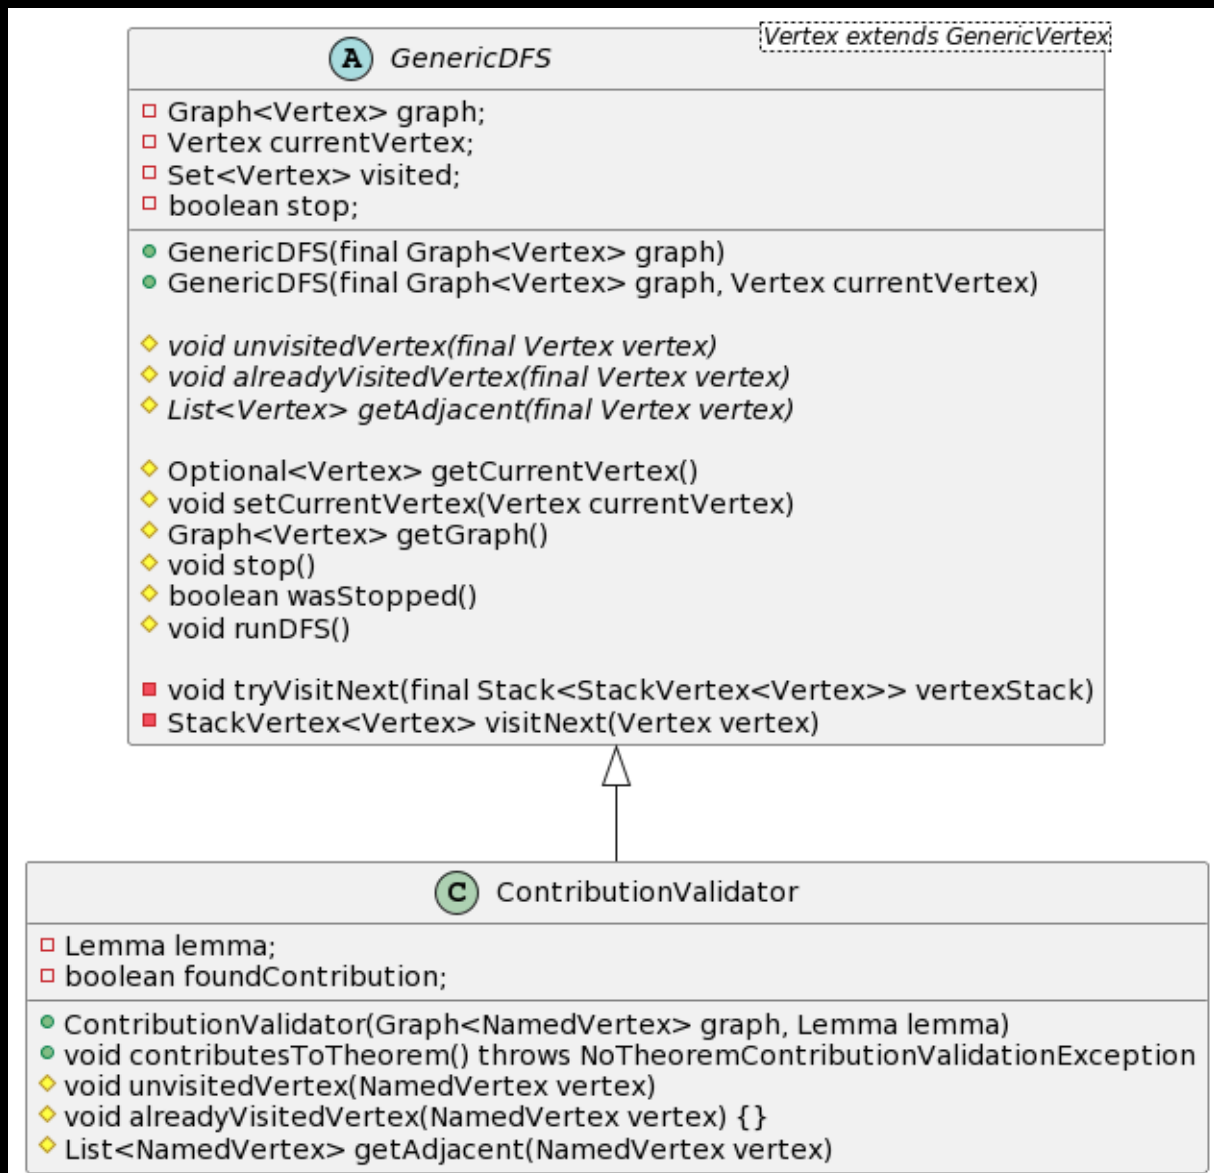 Vertex extends GenericVertex
A GenericDFS
Graph<Vertex> graph;
Vertex currentVertex;
Set<Vertex> visited;
boolean stop;
GenericDFS(final Graph<Vertex> graph)
GenericDFS(final Graph<Vertex> graph, Vertex currentVertex)
void unvisitedVertex(final Vertex vertex)
void alreadyVisitedVertex(final Vertex vertex)
List<Vertex> getAdjacent(final Vertex vertex)
Optional<Vertex> getCurrentVertex()
void setCurrentVertex(Vertex currentVertex)
Graph<Vertex> getGraph()
void stop()
boolean wasStopped()
void runDFS()
void tryVisitNext(final Stack<StackVertex<Vertex>> vertexStack)
StackVertex<Vertex> visitNext(Vertex vertex)
C ContributionValidator
Lemma lemma;
boolean foundContribution;
ContributionValidator(Graph<NamedVertex> graph, Lemma lemma)
void contributesToTheorem() throws NoTheoremContributionValidationException
void unvisitedVertex(NamedVertex vertex)
void alreadyVisitedVertex(NamedVertex vertex) {}
List<NamedVertex> getAdjacent(NamedVertex vertex)